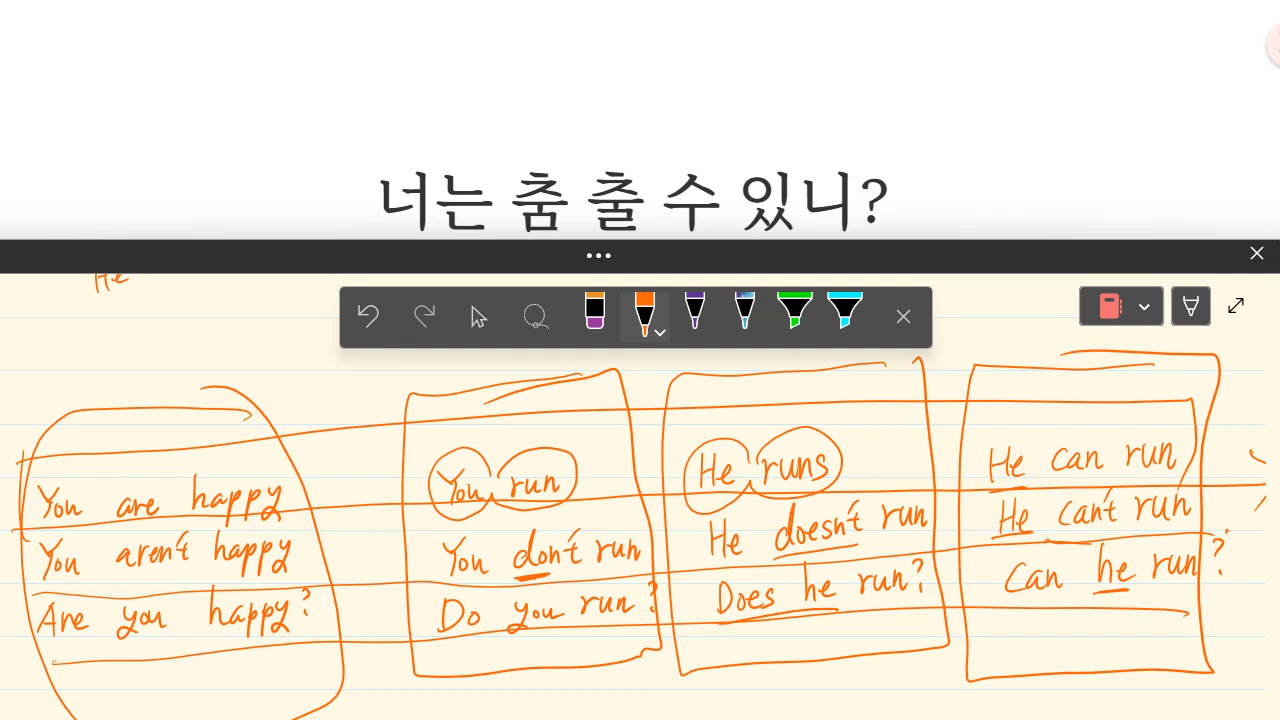 너는 춤 출 수 있니?
He
You are happy
You aren't happy
Are you happy?
You run
You don't run
Do you run?
He runs
He doesn't run
Does he run?
He can run
He can't run
Can he run?